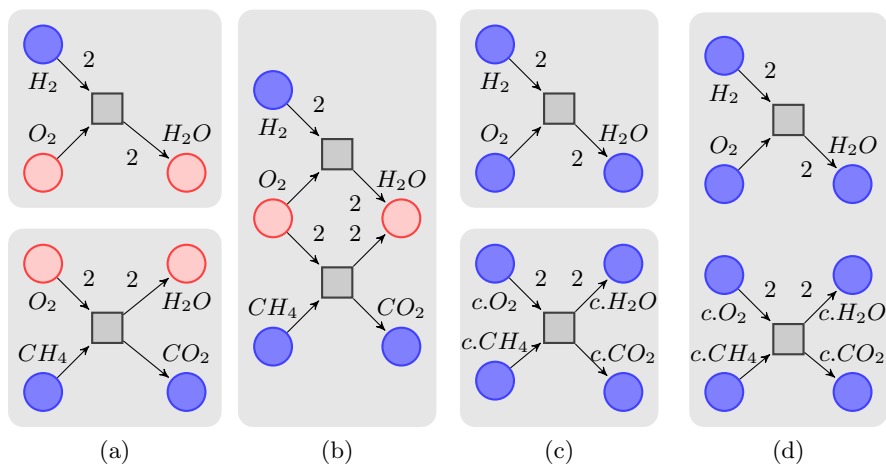 2
H₂
O₂
H₂O
2
2
2
O₂
H₂O
CH₄
CO₂
(a)
2
H₂
O₂
H₂O
2
2
2
CH₄
CO₂
(b)
2
H₂
O₂
H₂O
2
2
2
c.O₂
c.H₂O
c.CH₄
c.CO₂
(c)
2
H₂
O₂
H₂O
2
2
2
c.O₂
c.H₂O
c.CH₄
c.CO₂
(d)